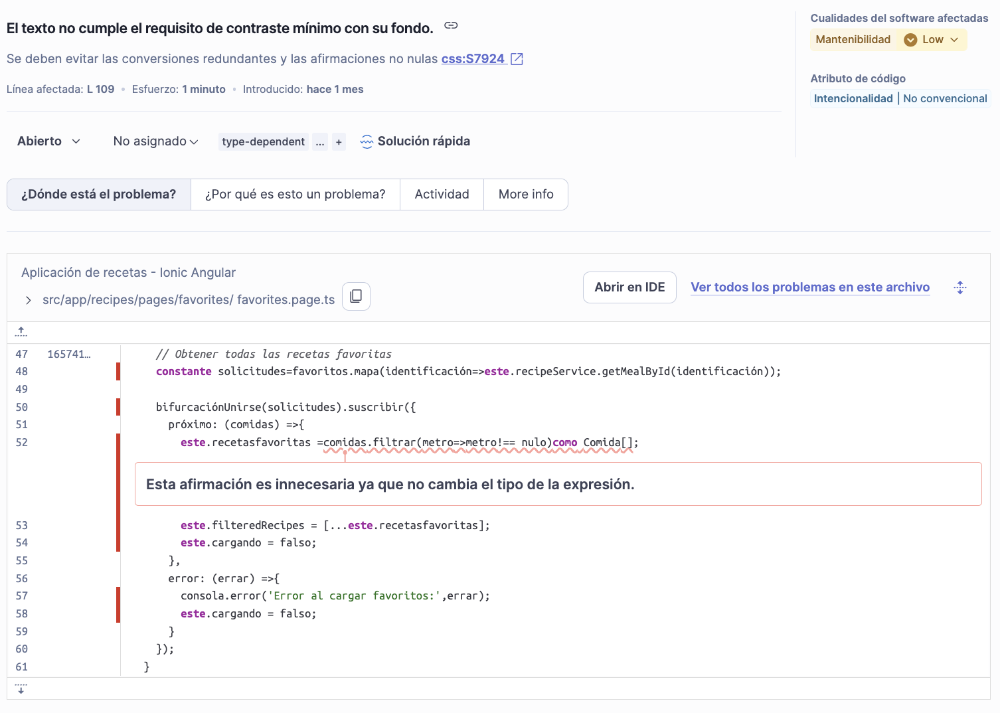 El texto no cumple el requisito de contraste mínimo con su fondo.
Se deben evitar las conversiones redundantes y las afirmaciones no nulas css:S7924
Línea afectada: L 109 • Esfuerzo: 1 minuto • Introducido: hace 1 mes
Cualidades del software afectadas
Mantenibilidad Low
Atributo de código
Intencionalidad | No convencional
Abierto No asignado type-dependent ... + Solución rápida
¿Dónde está el problema? ¿Por qué es esto un problema? Actividad More info
Aplicación de recetas - Ionic Angular
src/app/recipes/pages/favorites/ favorites.page.ts
Abrir en IDE Ver todos los problemas en este archivo
47 165741... // Obtener todas las recetas favoritas
48 constante solicitudes=favoritos.mapa(identificación=>este.recipeService.getMealById(identificación));
49
50 bifurcaciónUnirse(solicitudes).suscribir({
51 próximo: (comidas) =>{
52 este.recetasfavoritas =comidas.filtrar(metro=>metro!== nulo)como Comida[];
Esta afirmación es innecesaria ya que no cambia el tipo de la expresión.
53 este.filteredRecipes = [...este.recetasfavoritas];
54 este.cargando = falso;
55 },
56 error: (errar) =>{
57 consola.error('Error al cargar favoritos:',errar);
58 este.cargando = falso;
59 }
60 });
61 }